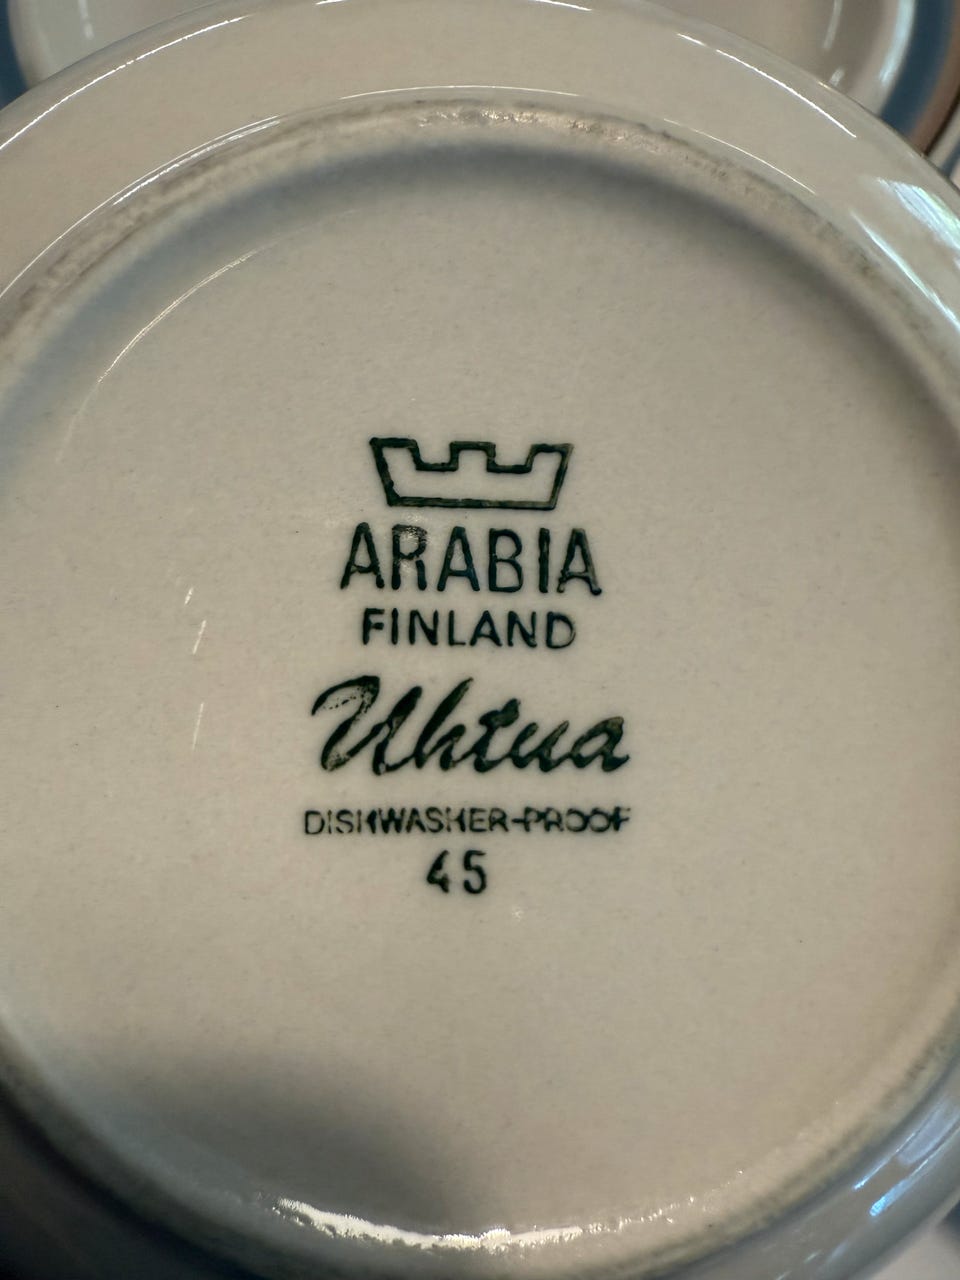 ARABIA
FINLAND
Uhtua
DISHWASHER-PROOF
45